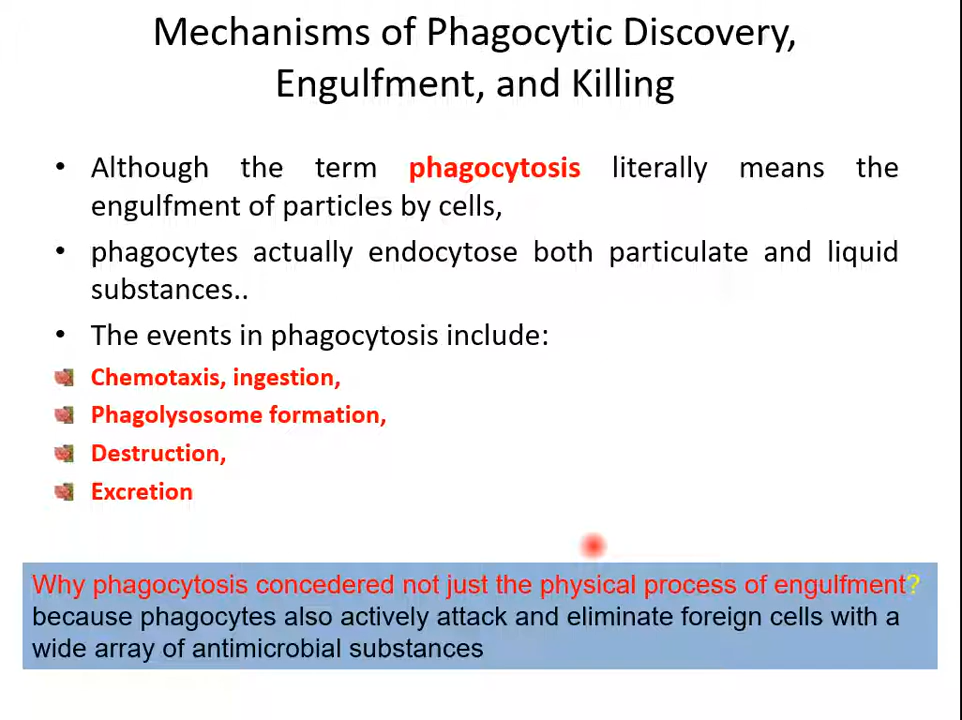 Mechanisms of Phagocytic Discovery,
Engulfment, and Killing
• Although the term phagocytosis literally means the
engulfment of particles by cells,
• phagocytes actually endocytose both particulate and liquid
substances..
• The events in phagocytosis include:
Chemotaxis, ingestion,
Phagolysosome formation,
Destruction,
Excretion
Why phagocytosis concedered not just the physical process of engulfment?
because phagocytes also actively attack and eliminate foreign cells with a
wide array of antimicrobial substances